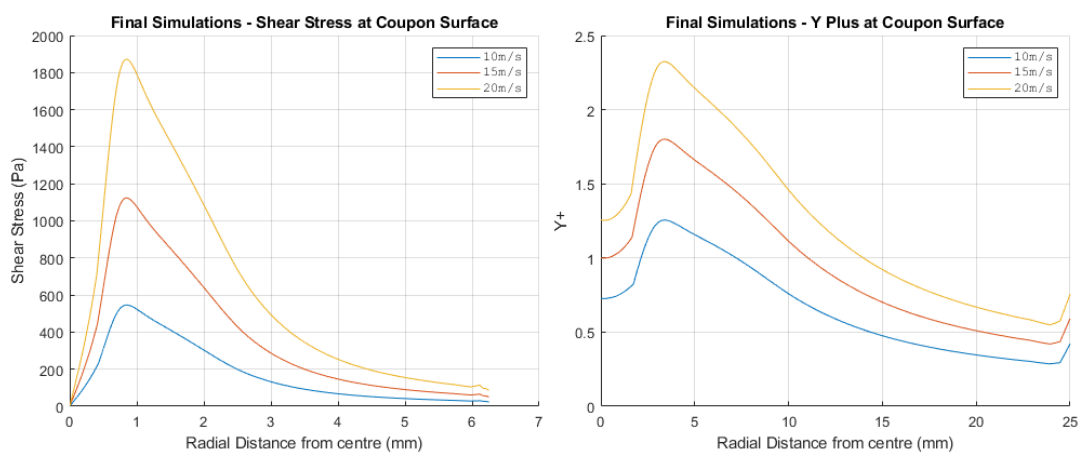 Final Simulations - Shear Stress at Coupon Surface
2000
1800
1600
1400
1200
1000
800
600
400
200
0
Shear Stress (Pa)
10m/s
15m/s
20m/s
0 1 2 3 4 5 6 7
Radial Distance from centre (mm)
Final Simulations - Y Plus at Coupon Surface
2.5
2
1.5
1
0.5
0
Y+
10m/s
15m/s
20m/s
0 5 10 15 20 25
Radial Distance from centre (mm)